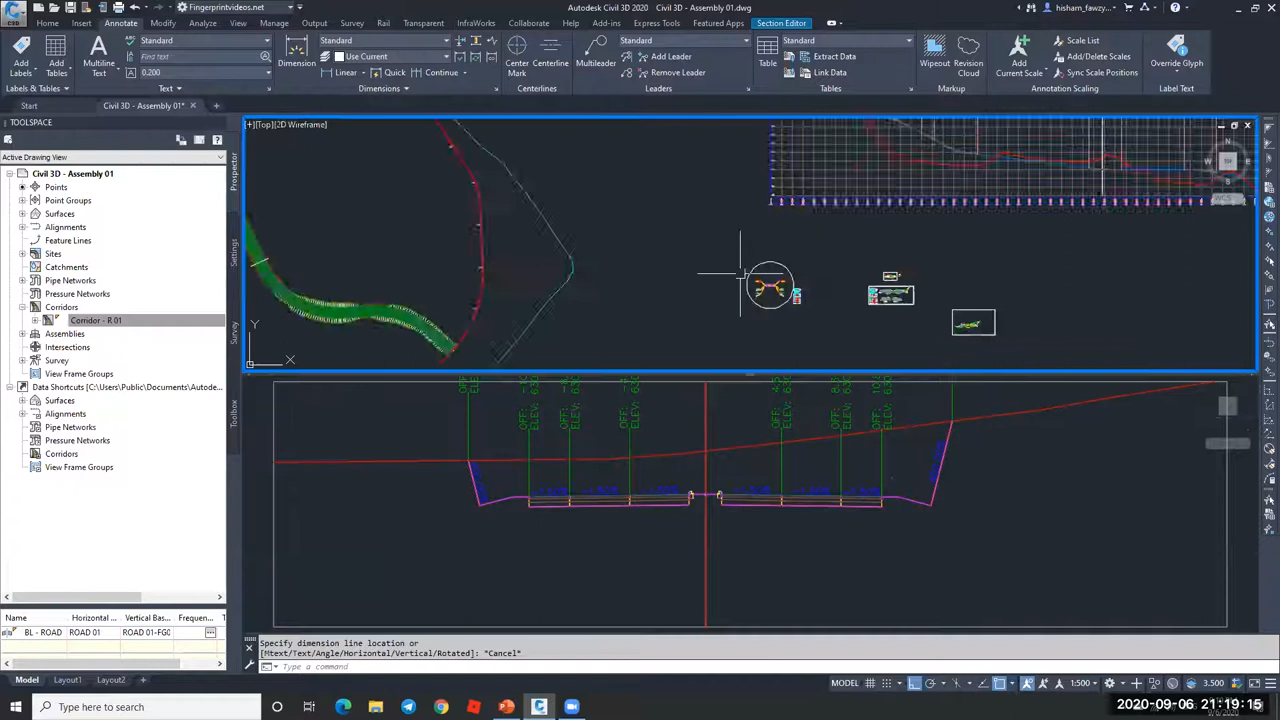 Fingerprintvideos.net
Autodesk Civil 3D 2020   Civil 3D - Assembly 01.dwg
hisham_fawzy...
C3D
Home Insert Annotate Modify Analyze View Manage Output Survey Rail Transparent InfraWorks Collaborate Help Add-ins Express Tools Featured Apps Section Editor
Add Labels
Add Tables
Labels & Tables
Multiline Text
Standard
Find text
0.200
Text
Dimension
Standard
Use Current
Linear Quick Continue
Dimensions
Center Mark
Centerline
Centerlines
Multileader
Standard
Add Leader
Remove Leader
Leaders
Table
Standard
Extract Data
Link Data
Tables
Wipeout
Revision Cloud
Markup
Add Current Scale
Scale List
Add/Delete Scales
Sync Scale Positions
Annotation Scaling
Override Glyph
Label Text
Start
Civil 3D - Assembly 01*
TOOLSPACE
Active Drawing View
Civil 3D - Assembly 01
Points
Point Groups
Surfaces
Alignments
Feature Lines
Sites
Catchments
Pipe Networks
Pressure Networks
Corridors
Corridor - R 01
Assemblies
Intersections
Survey
View Frame Groups
Data Shortcuts [C:\Users\Public\Documents\Autode...
Surfaces
Alignments
Pipe Networks
Pressure Networks
Corridors
View Frame Groups
Prospector
Settings
Survey
Toolbox
Name Horizontal ... Vertical Bas... Frequen...
BL - ROAD ROAD 01 ROAD 01-FG0
[+][Top][2D Wireframe]
N
W TOP E
S
WCS
Y
X
Specify dimension line location or
[Mtext/Text/Angle/Horizontal/Vertical/Rotated]: *Cancel*
Type a command
Model Layout1 Layout2
MODEL
1:500
3.500
Type here to search
2020-09-06 21:19:15